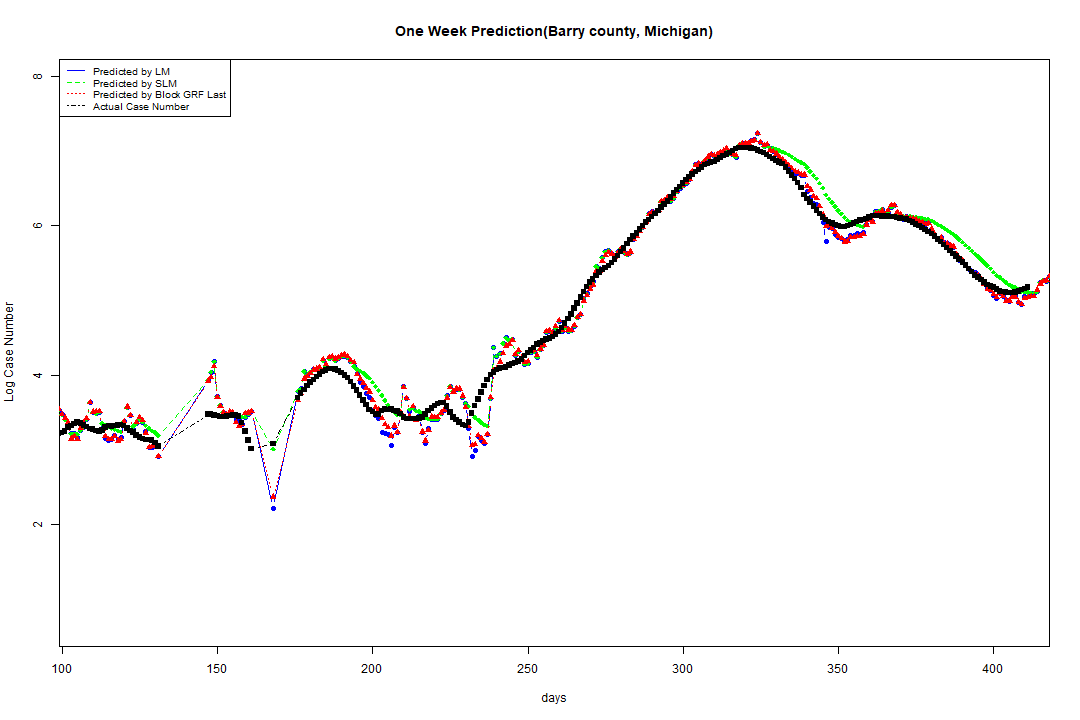 One Week Prediction(Barry county, Michigan)
Predicted by LM
Predicted by SLM
Predicted by Block GRF Last
Actual Case Number
8
6
4
2
Log Case Number
100 150 200 250 300 350 400
days